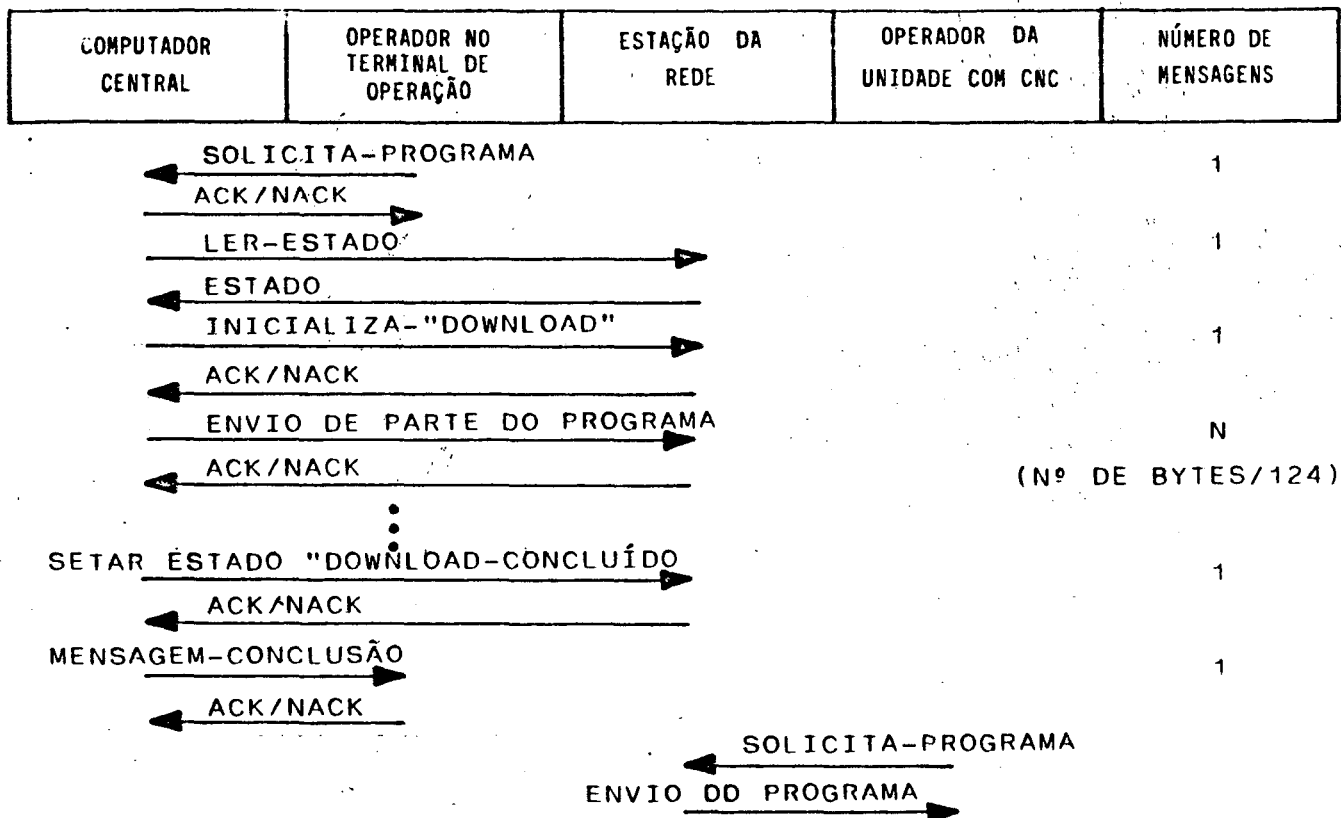 COMPUTADOR CENTRAL
OPERADOR NO TERMINAL DE OPERAÇÃO
ESTAÇÃO DA REDE
OPERADOR DA UNIDADE COM CNC
NÚMERO DE MENSAGENS
SOLICITA-PROGRAMA 1
ACK/NACK
LER-ESTADO 1
ESTADO
INICIALIZA-"DOWNLOAD" 1
ACK/NACK
ENVIO DE PARTE DO PROGRAMA N
ACK/NACK (Nº DE BYTES/124)
SETAR ESTADO "DOWNLOAD-CONCLUÍDO 1
ACK/NACK
MENSAGEM-CONCLUSÃO 1
ACK/NACK
SOLICITA-PROGRAMA
ENVIO DO PROGRAMA